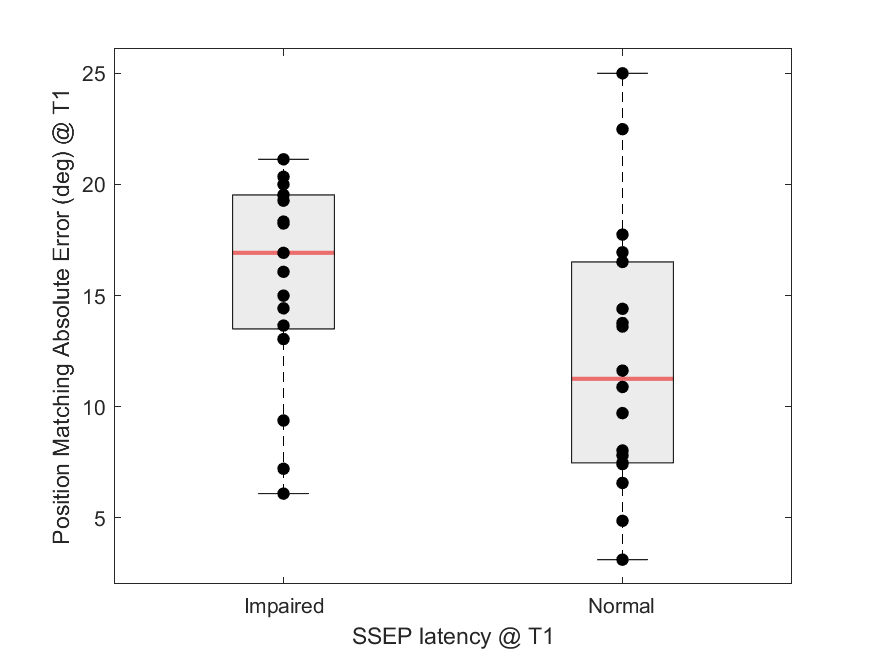 Position Matching Absolute Error (deg) @ T1
25
20
15
10
5
Impaired
Normal
SSEP latency @ T1